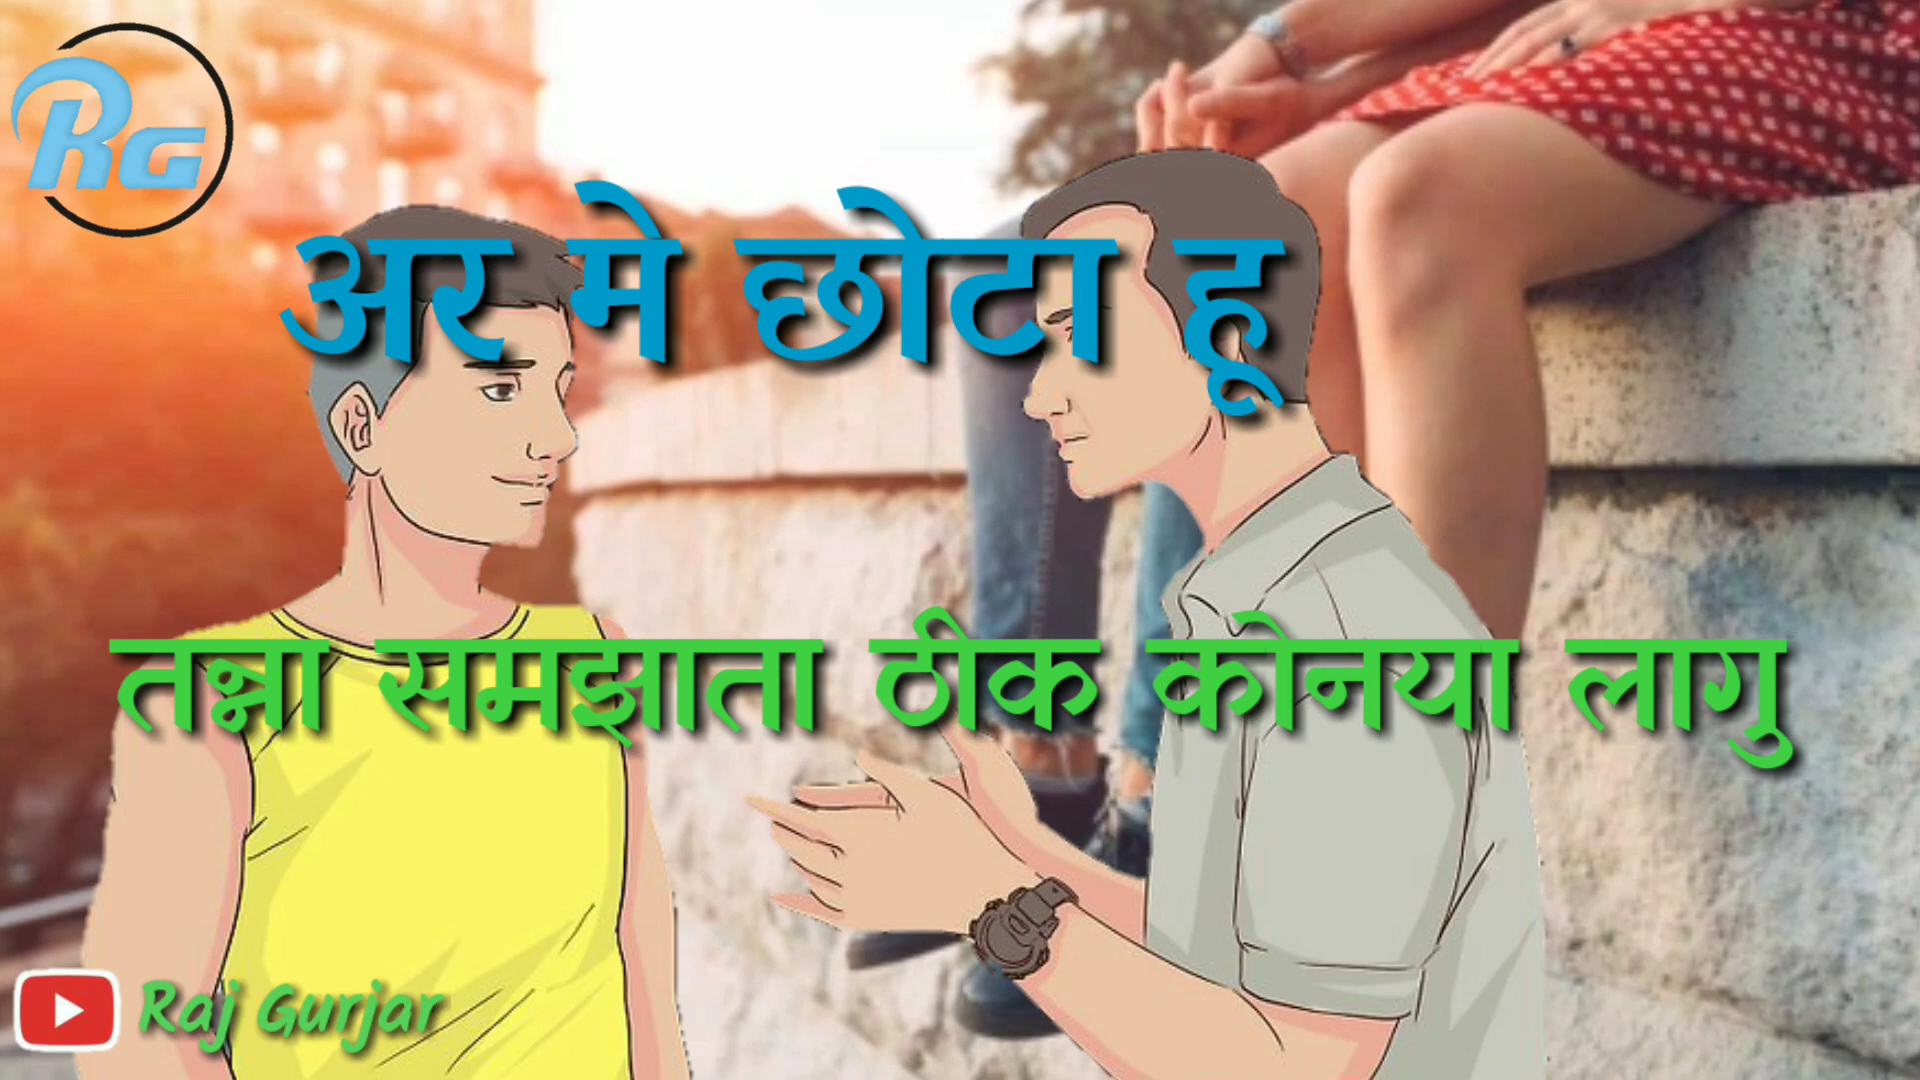 RG
अर मे छोटा हू
तन्ना समझाता ठीक कोनया लागु
Raj Gurjar